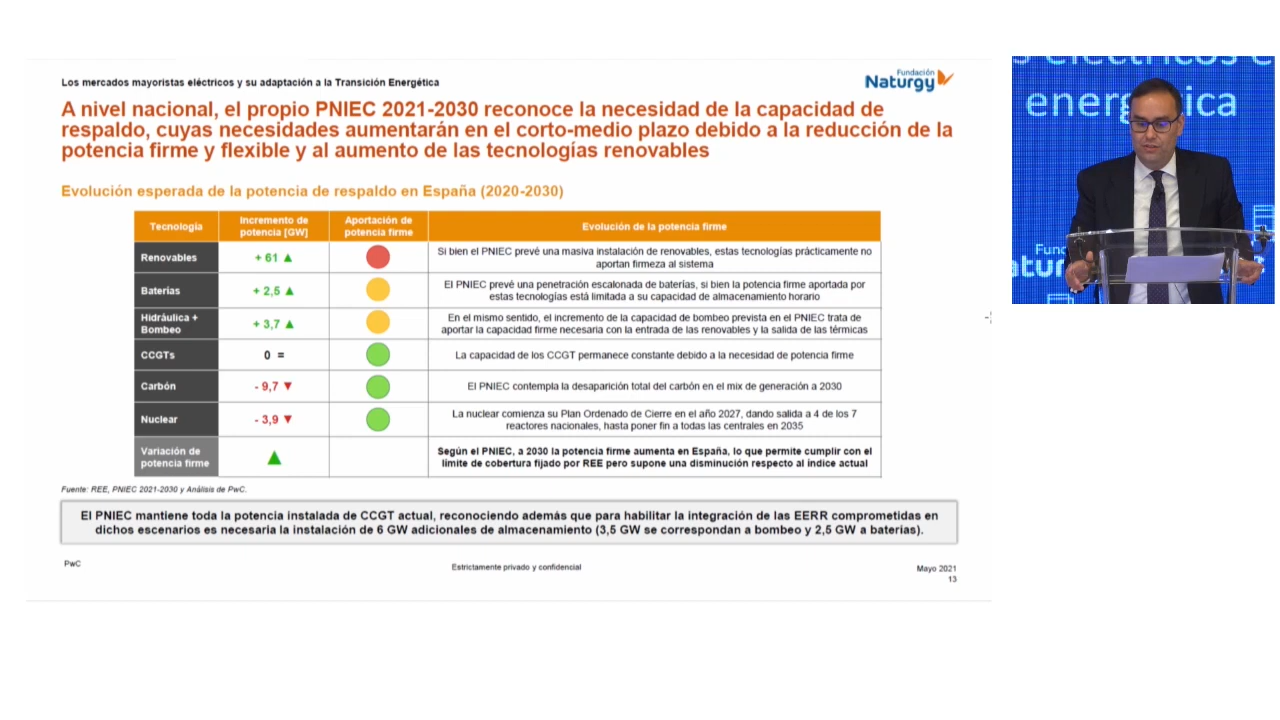 Los mercados mayoristas eléctricos y su adaptación a la Transición Energética
Fundación
Naturgy
A nivel nacional, el propio PNIEC 2021-2030 reconoce la necesidad de la capacidad de
respaldo, cuyas necesidades aumentarán en el corto-medio plazo debido a la reducción de la
potencia firme y flexible y al aumento de las tecnologías renovables
Evolución esperada de la potencia de respaldo en España (2020-2030)
Tecnología
Incremento de
potencia [GW]
Aportación de
potencia firme
Evolución de la potencia firme
Renovables
+ 61 ▲
Si bien el PNIEC prevé una masiva instalación de renovables, estas tecnologías prácticamente no
aportan firmeza al sistema
Baterías
+ 2,5 ▲
El PNIEC prevé una penetración escalonada de baterías, si bien la potencia firme aportada por
estas tecnologías está limitada a su capacidad de almacenamiento horario
Hidráulica +
Bombeo
+ 3,7 ▲
En el mismo sentido, el incremento de la capacidad de bombeo prevista en el PNIEC trata de
aportar la capacidad firme necesaria con la entrada de las renovables y la salida de las térmicas
CCGTs
0 =
La capacidad de los CCGT permanece constante debido a la necesidad de potencia firme
Carbón
- 9,7 ▼
El PNIEC contempla la desaparición total del carbón en el mix de generación a 2030
Nuclear
- 3,9 ▼
La nuclear comienza su Plan Ordenado de Cierre en el año 2027, dando salida a 4 de los 7
reactores nacionales, hasta poner fin a todas las centrales en 2035
Variación de
potencia firme
▲
Según el PNIEC, a 2030 la potencia firme aumenta en España, lo que permite cumplir con el
límite de cobertura fijado por REE pero supone una disminución respecto al índice actual
Fuente: REE, PNIEC 2021-2030 y Análisis de PwC.
El PNIEC mantiene toda la potencia instalada de CCGT actual, reconociendo además que para habilitar la integración de las EERR comprometidas en
dichos escenarios es necesaria la instalación de 6 GW adicionales de almacenamiento (3,5 GW se correspondan a bombeo y 2,5 GW a baterías).
PwC
Estrictamente privado y confidencial
Mayo 2021
13